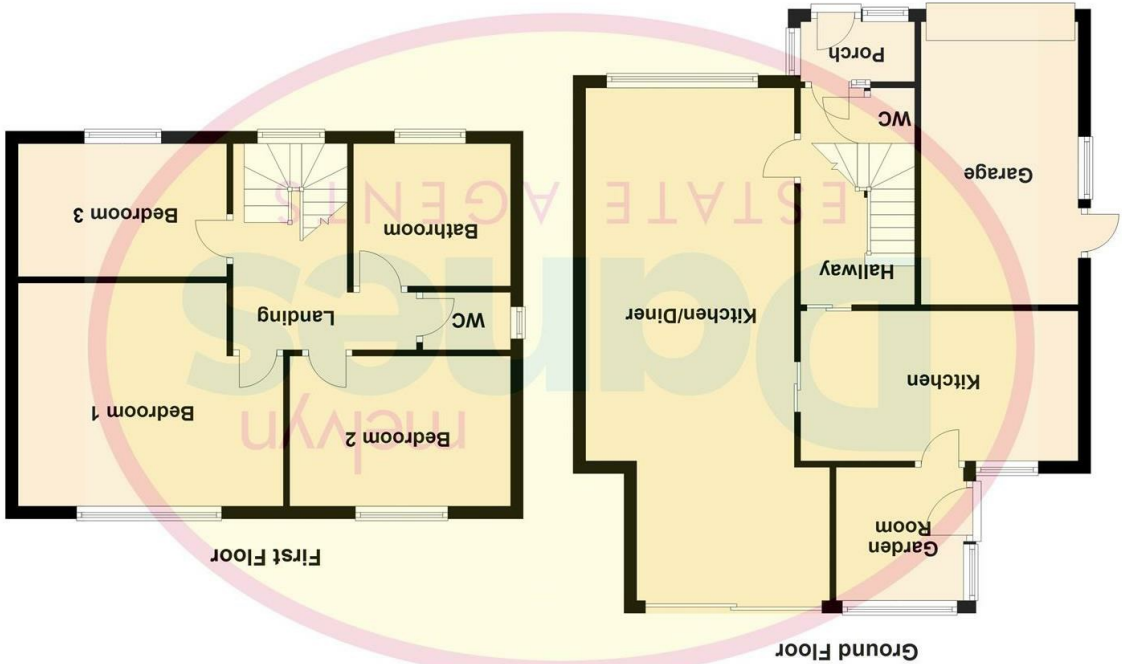 Ground Floor
Garden
Room
Kitchen
Kitchen/Diner
Hallway
Garage
WC
Porch
First Floor
Bedroom 2
Bedroom 1
WC
Landing
Bathroom
Bedroom 3
melvyn
Danes
ESTATE AGENTS